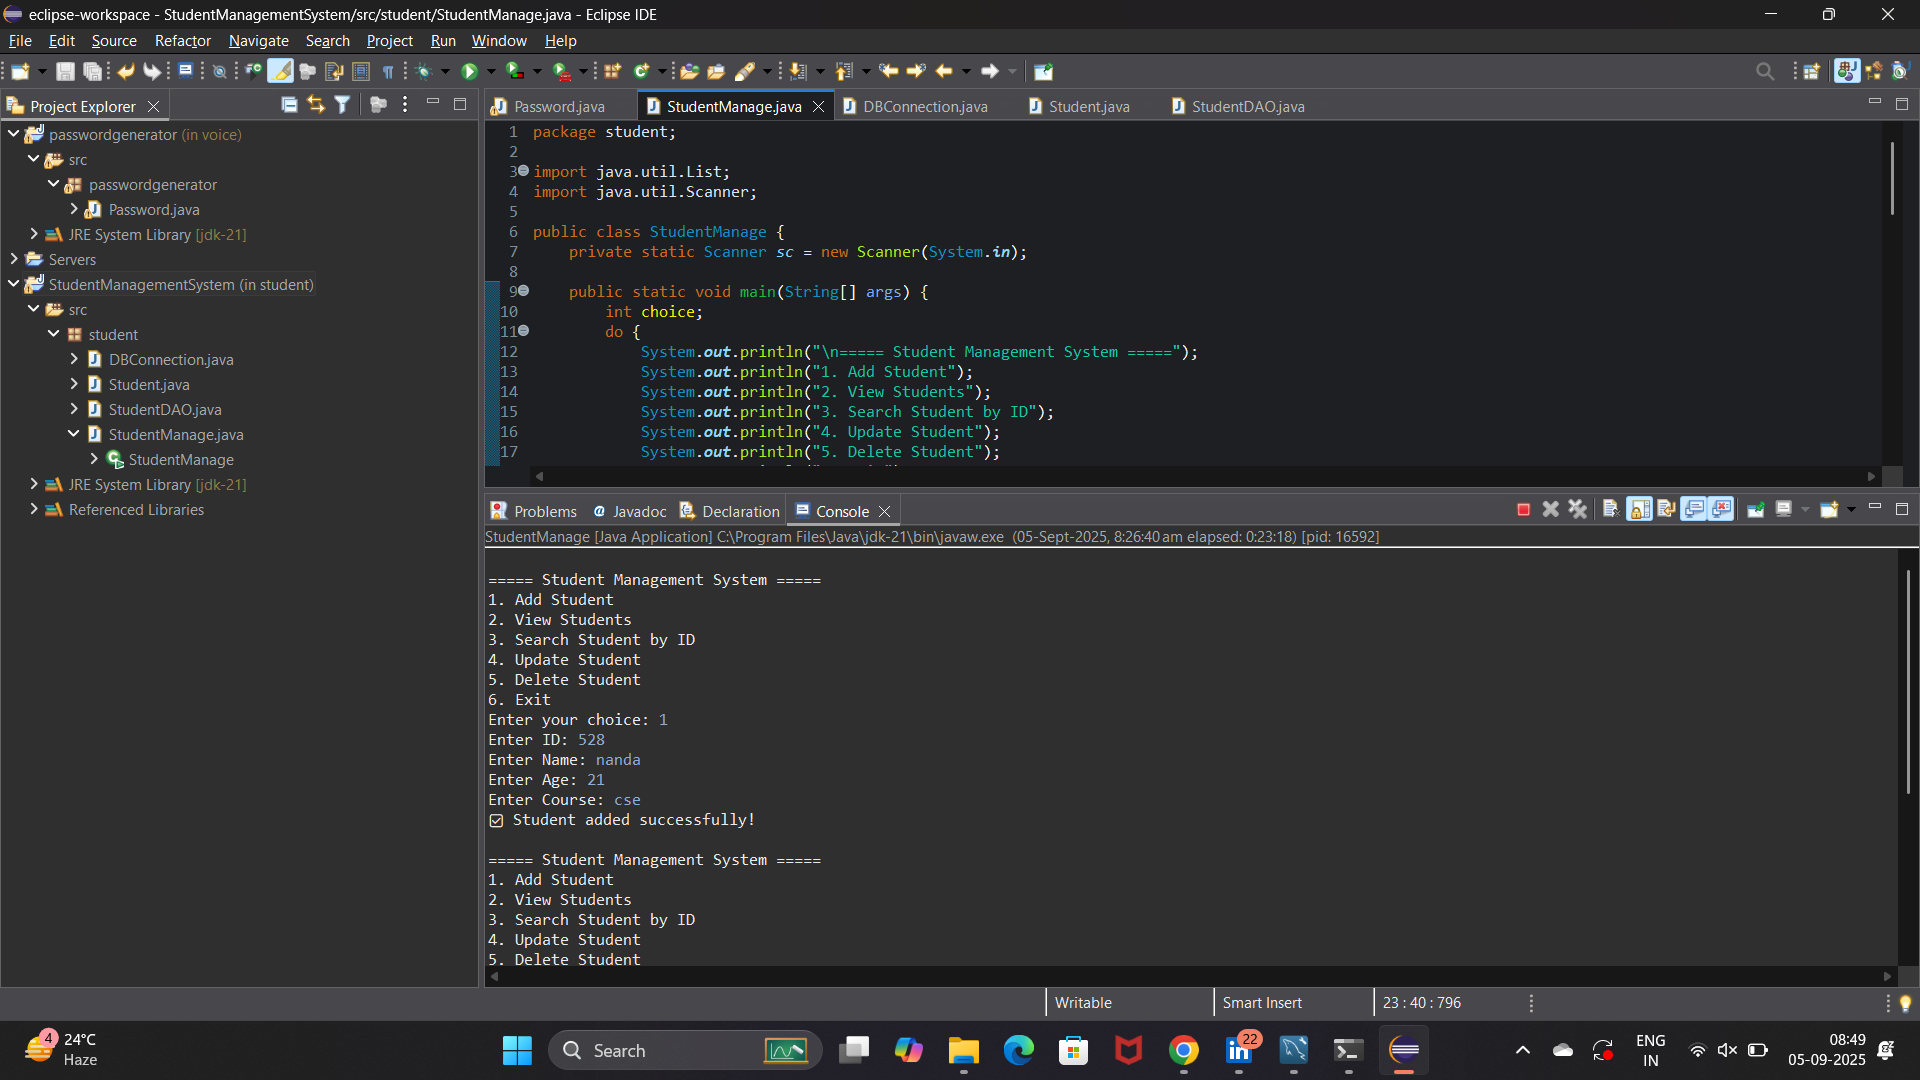 eclipse-workspace - StudentManagementSystem/src/student/StudentManage.java - Eclipse IDE
File Edit Source Refactor Navigate Search Project Run Window Help
Project Explorer
passwordgenerator (in voice)
src
passwordgenerator
Password.java
JRE System Library [jdk-21]
Servers
StudentManagementSystem (in student)
src
student
DBConnection.java
Student.java
StudentDAO.java
StudentManage.java
StudentManage
JRE System Library [jdk-21]
Referenced Libraries
Password.java StudentManage.java DBConnection.java Student.java StudentDAO.java
1 package student;
2
3 import java.util.List;
4 import java.util.Scanner;
5
6 public class StudentManage {
7 private static Scanner sc = new Scanner(System.in);
8
9 public static void main(String[] args) {
10 int choice;
11 do {
12 System.out.println("\n===== Student Management System =====");
13 System.out.println("1. Add Student");
14 System.out.println("2. View Students");
15 System.out.println("3. Search Student by ID");
16 System.out.println("4. Update Student");
17 System.out.println("5. Delete Student");
Problems Javadoc Declaration Console
StudentManage [Java Application] C:\Program Files\Java\jdk-21\bin\javaw.exe (05-Sept-2025, 8:26:40 am elapsed: 0:23:18) [pid: 16592]
===== Student Management System =====
1. Add Student
2. View Students
3. Search Student by ID
4. Update Student
5. Delete Student
6. Exit
Enter your choice: 1
Enter ID: 528
Enter Name: nanda
Enter Age: 21
Enter Course: cse
☑ Student added successfully!
===== Student Management System =====
1. Add Student
2. View Students
3. Search Student by ID
4. Update Student
5. Delete Student
Writable Smart Insert 23 : 40 : 796
4 24°C
Haze
Search
22
ENG
IN
08:49
05-09-2025